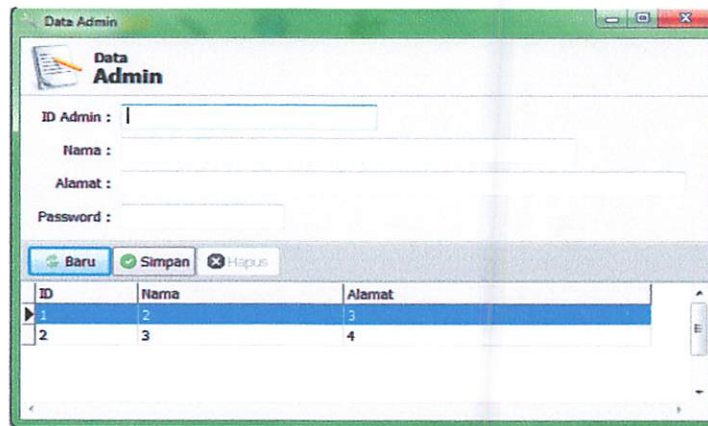 Data Admin
Data
Admin
ID Admin :
Nama :
Alamat :
Password :
Baru Simpan Hapus
ID Nama Alamat
1 2 3
2 3 4